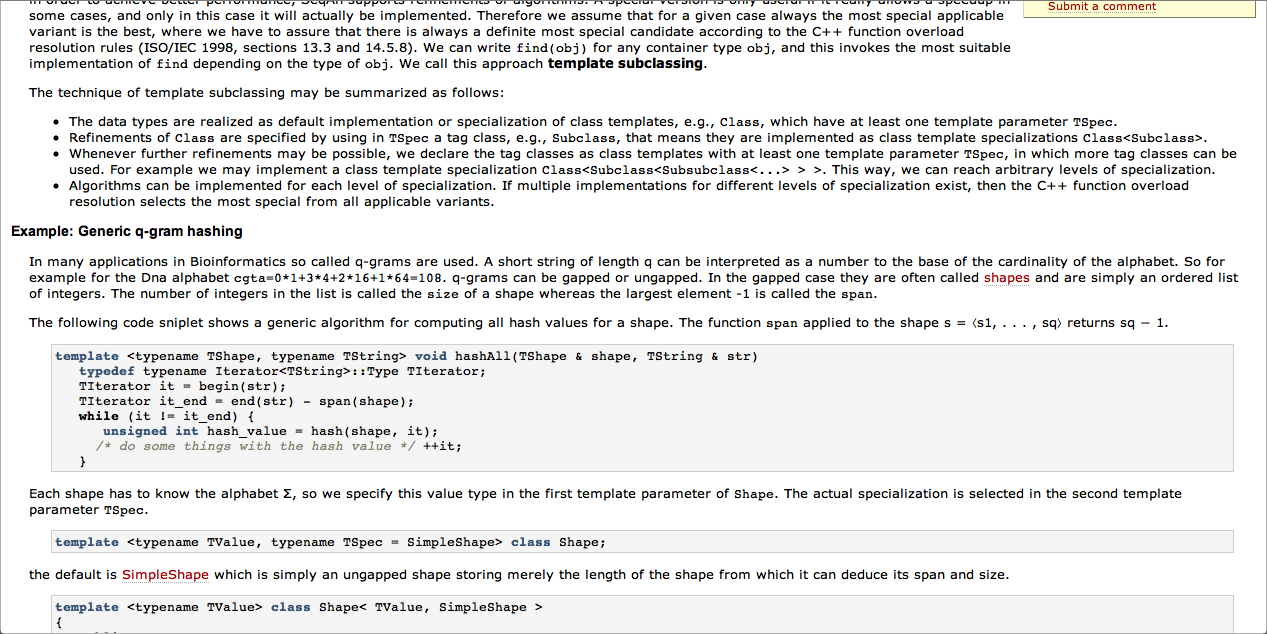 Submit a comment
some cases, and only in this case it will actually be implemented. Therefore we assume that for a given case always the most special applicable
variant is the best, where we have to assure that there is always a definite most special candidate according to the C++ function overload
resolution rules (ISO/IEC 1998, sections 13.3 and 14.5.8). We can write find(obj) for any container type obj, and this invokes the most suitable
implementation of find depending on the type of obj. We call this approach template subclassing.
The technique of template subclassing may be summarized as follows:
• The data types are realized as default implementation or specialization of class templates, e.g., Class, which have at least one template parameter TSpec.
• Refinements of Class are specified by using in TSpec a tag class, e.g., Subclass, that means they are implemented as class template specializations Class<Subclass>.
• Whenever further refinements may be possible, we declare the tag classes as class templates with at least one template parameter TSpec, in which more tag classes can be
used. For example we may implement a class template specialization Class<Subclass<Subsubclass<...> > >. This way, we can reach arbitrary levels of specialization.
• Algorithms can be implemented for each level of specialization. If multiple implementations for different levels of specialization exist, then the C++ function overload
resolution selects the most special from all applicable variants.
Example: Generic q-gram hashing
In many applications in Bioinformatics so called q-grams are used. A short string of length q can be interpreted as a number to the base of the cardinality of the alphabet. So for
example for the Dna alphabet cgta=0*1+3*4+2*16+1*64=108. q-grams can be gapped or ungapped. In the gapped case they are often called shapes and are simply an ordered list
of integers. The number of integers in the list is called the size of a shape whereas the largest element -1 is called the span.
The following code sniplet shows a generic algorithm for computing all hash values for a shape. The function span applied to the shape s = ⟨s1, . . . , sq⟩ returns sq − 1.
template <typename TShape, typename TString> void hashAll(TShape & shape, TString & str)
typedef typename Iterator<TString>::Type TIterator;
TIterator it = begin(str);
TIterator it_end = end(str) - span(shape);
while (it != it_end) {
unsigned int hash_value = hash(shape, it);
/* do some things with the hash value */ ++it;
}
Each shape has to know the alphabet Σ, so we specify this value type in the first template parameter of Shape. The actual specialization is selected in the second template
parameter TSpec.
template <typename TValue, typename TSpec = SimpleShape> class Shape;
the default is SimpleShape which is simply an ungapped shape storing merely the length of the shape from which it can deduce its span and size.
template <typename TValue> class Shape< TValue, SimpleShape >
{